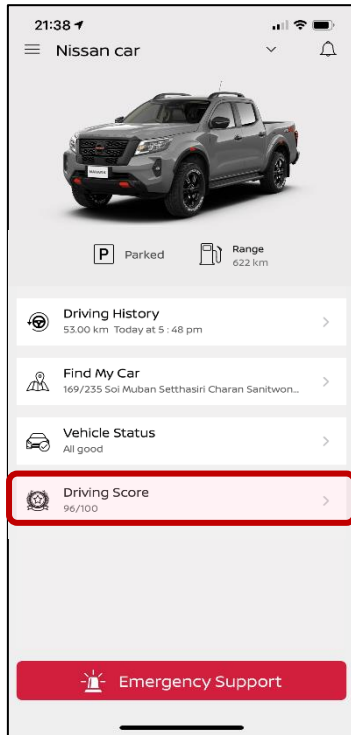 21:38
Nissan car
NAVARA
P Parked
Range
622 km
Driving History
53.00 km Today at 5 : 48 pm
Find My Car
169/235 Soi Muban Setthasiri Charan Sanitwon...
Vehicle Status
All good
Driving Score
96/100
Emergency Support